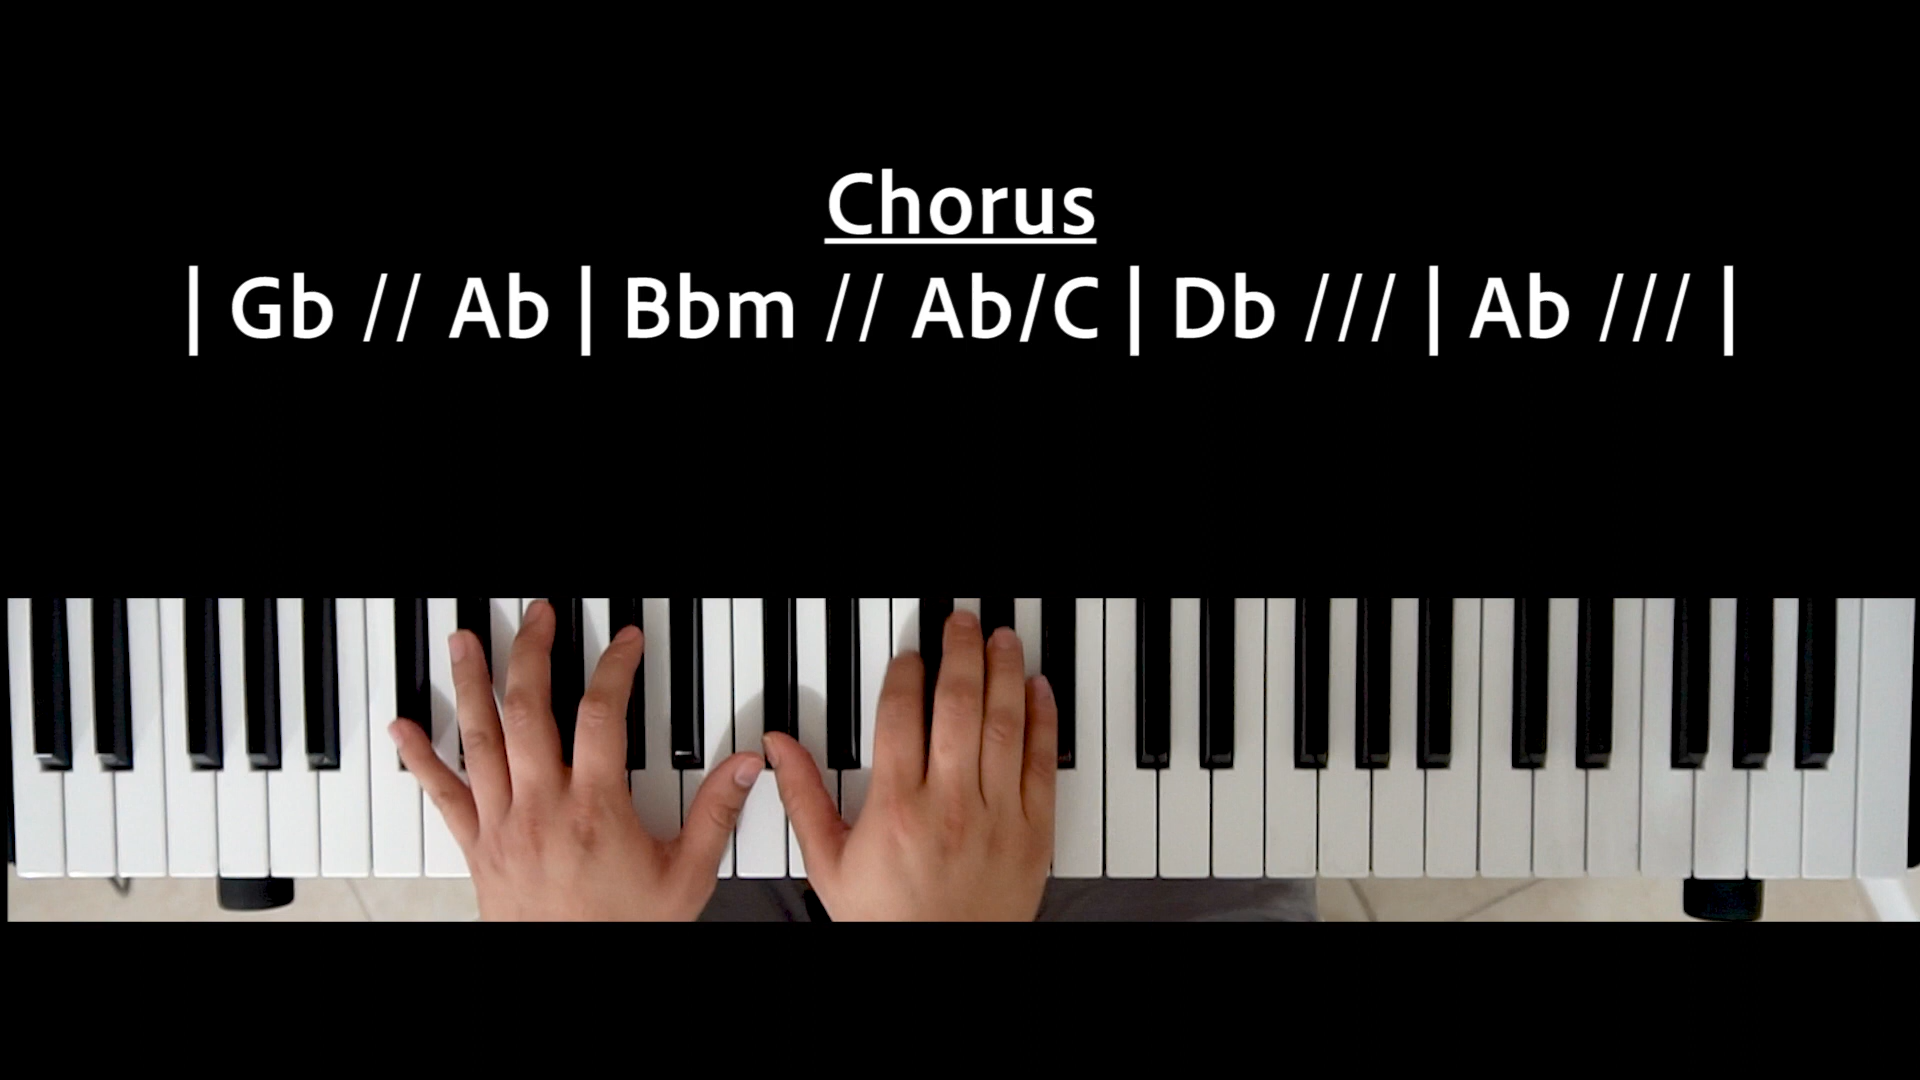 Chorus
| Gb // Ab | Bbm // Ab/C | Db /// | Ab /// |